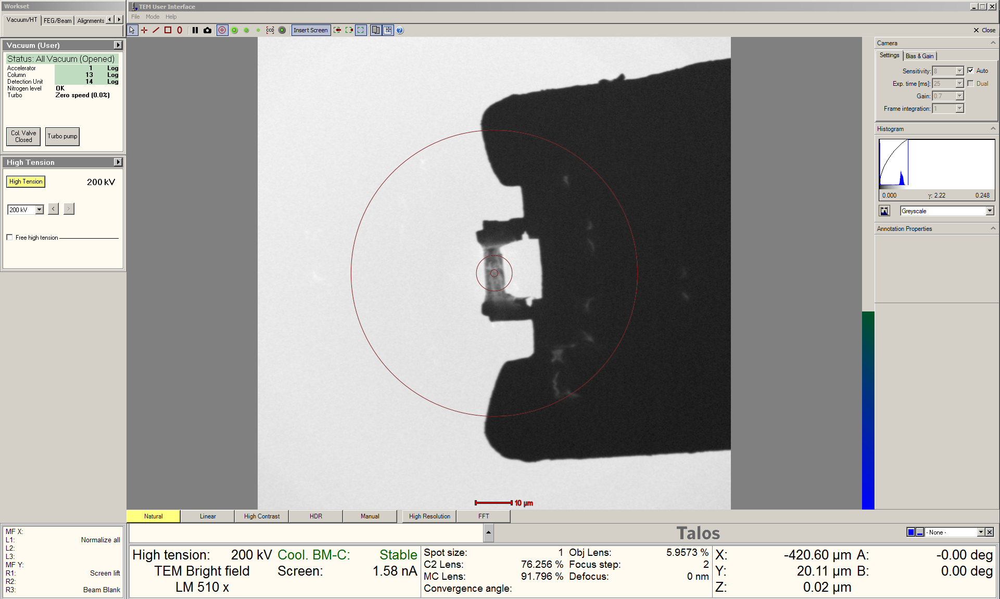 Workset
TEM User Interface
File Mode Help
Vacuum/HT FEG/Beam Alignments
CCD
Insert Screen
Close
Vacuum (User)
Status: All Vacuum (Opened)
Accelerator 1 Log
Column 13 Log
Detection Unit 14 Log
Nitrogen level OK
Turbo Zero speed (0.0%)
Col. Valve Closed
Turbo pump
High Tension
High Tension 200 kV
200 kV < >
Free high tension
Camera
Settings Bias & Gain
Sensitivity: 8 Auto
Exp. time [ms]: 25 Dual
Gain: 0.7
Frame integration: 1
Histogram
0.000 γ: 2.22 0.248
Greyscale
Annotation Properties
10 µm
Natural Linear High Contrast HDR Manual High Resolution FFT
MF X:
L1: Normalize all
L2:
L3:
MF Y:
R1: Screen lift
R2:
R3: Beam Blank
Talos
- None -
High tension: 200 kV
TEM Bright field
LM 510 x
Cool. BM-C: Stable
Screen: 1.58 nA
Spot size: 1
C2 Lens: 76.256 %
MC Lens: 91.796 %
Convergence angle:
Obj Lens: 5.9573 %
Focus step: 2
Defocus: 0 nm
X: -420.60 µm A: -0.00 deg
Y: 20.11 µm B: 0.00 deg
Z: 0.02 µm